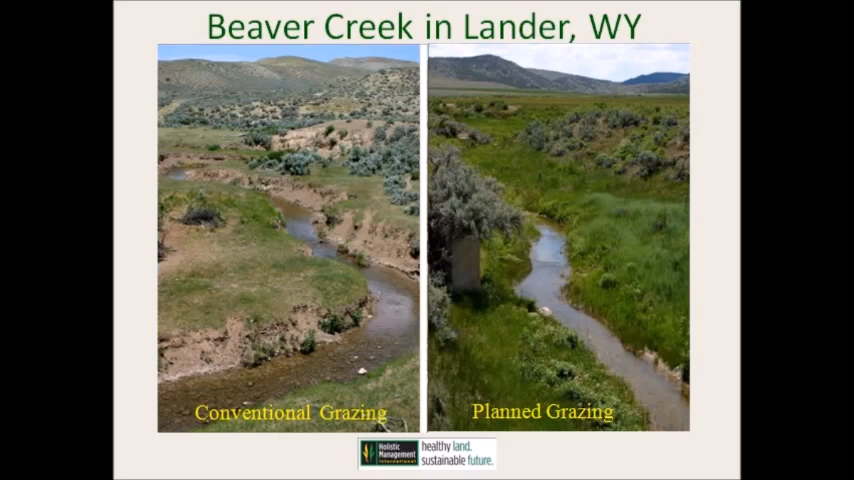 Beaver Creek in Lander, WY
Conventional Grazing
Planned Grazing
Holistic
Management
International
healthy land.
sustainable future.